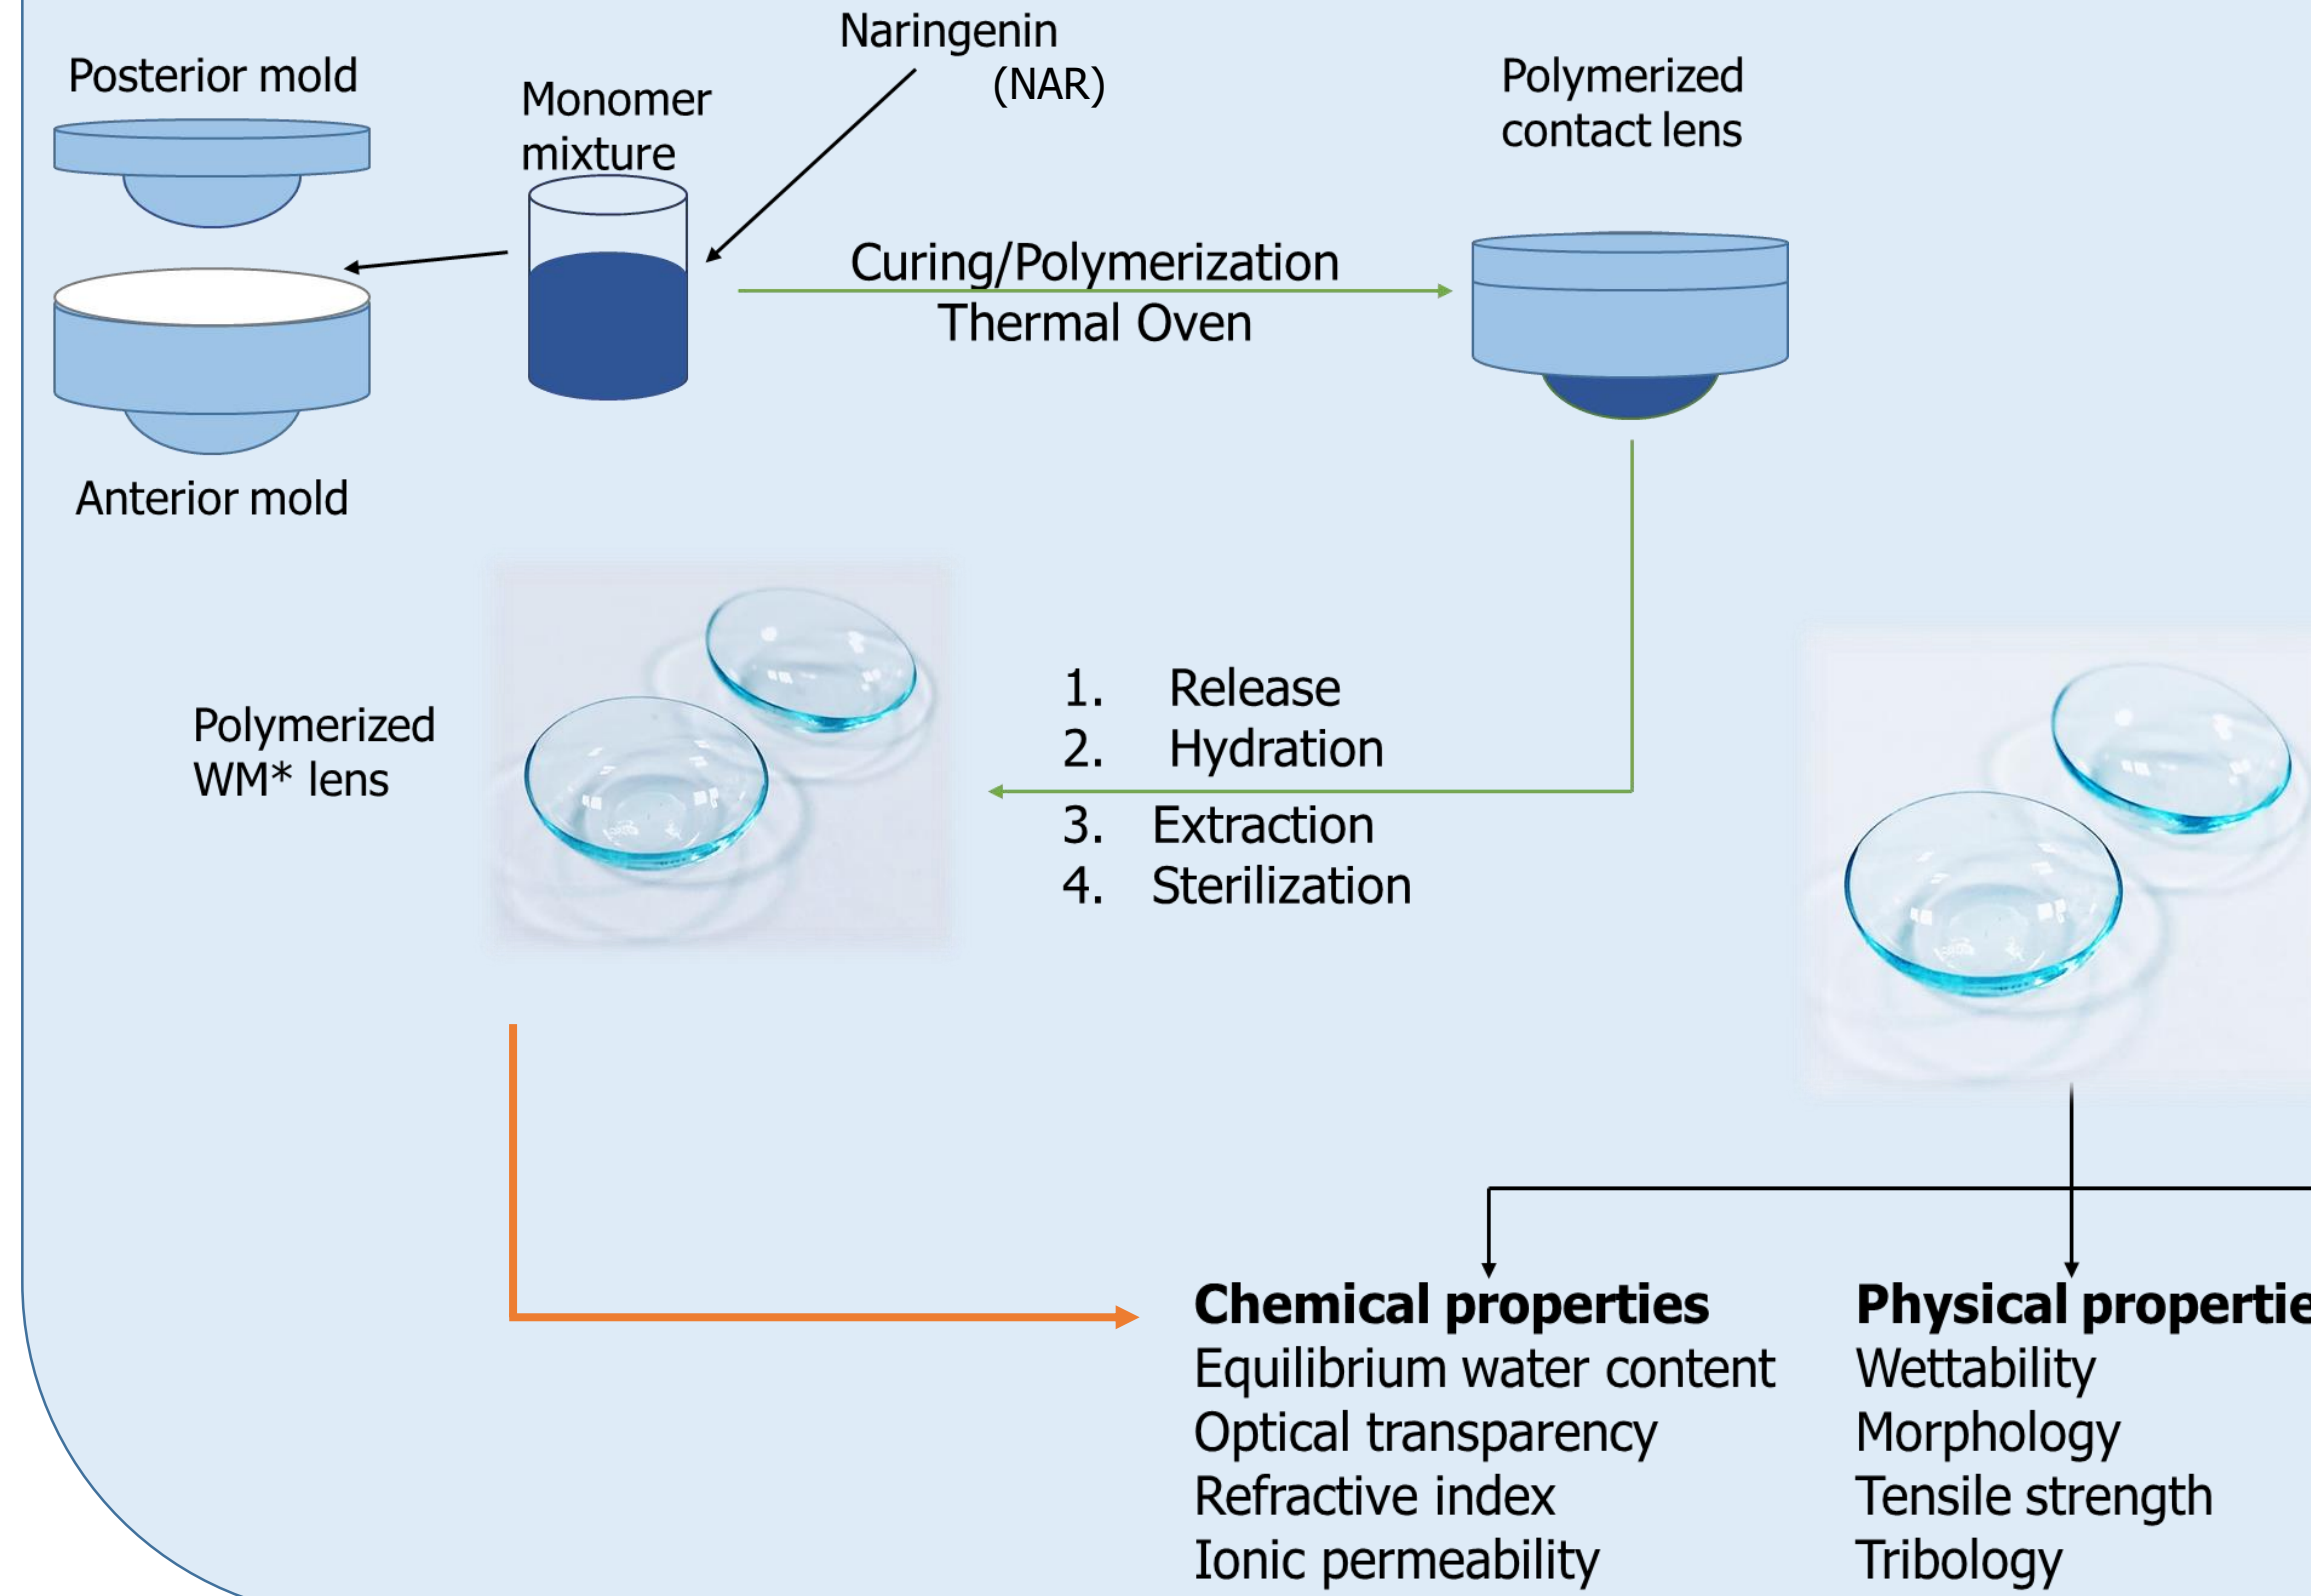 Posterior mold
Monomer
mixture
Naringenin
(NAR)
Polymerized
contact lens
Curing/Polymerization
Thermal Oven
Anterior mold
Polymerized
WM* lens
1. Release
2. Hydration
3. Extraction
4. Sterilization
Chemical properties
Equilibrium water content
Optical transparency
Refractive index
Ionic permeability
Physical propertie
Wettability
Morphology
Tensile strength
Tribology